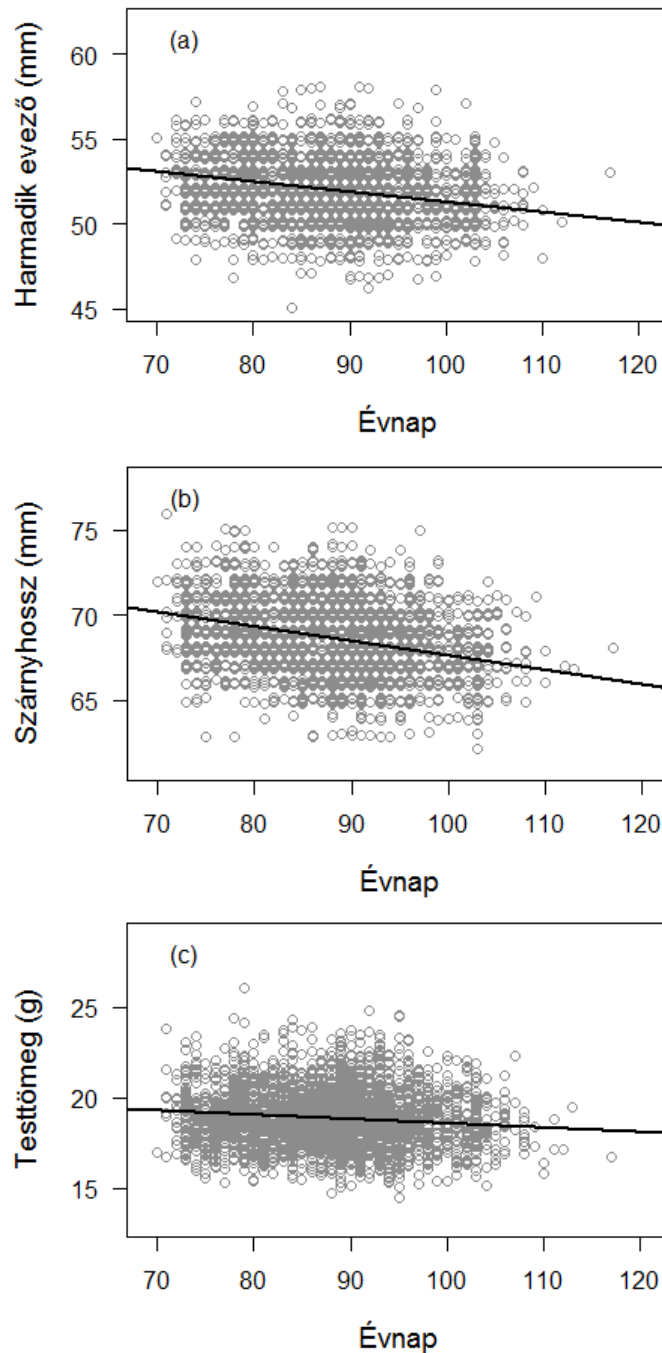 (a)
Harmadik evező (mm)
60
55
50
45
70 80 90 100 110 120
Évnap
(b)
Szárnyhossz (mm)
75
70
65
70 80 90 100 110 120
Évnap
(c)
Testtömeg (g)
25
20
15
70 80 90 100 110 120
Évnap